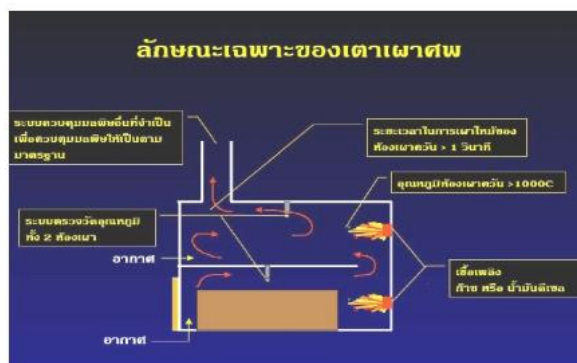 ลักษณะเฉพาะของเตาเผาศพ
ระบบควบคุมมลพิษอื่นที่จำเป็น
เพื่อควบคุมมลพิษให้เป็นตาม
มาตรฐาน
ระยะเวลาในการเผาไหม้ของ
ห้องเผาควัน > 1 วินาที
อุณหภูมิห้องเผาควัน >1000C
ระบบตรวจวัดอุณหภูมิ
ทั้ง 2 ห้องเผา
อากาศ
เชื้อเพลิง
ก๊าซ หรือ น้ำมันดีเซล
อากาศ